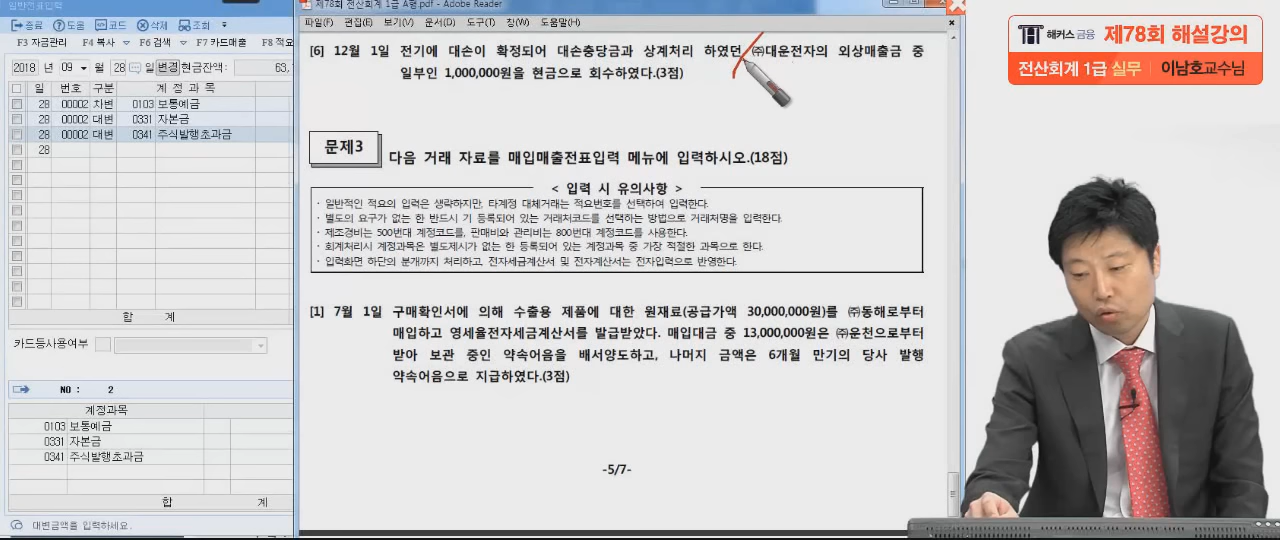 일반전표입력
종료 도움 코드 삭제 조회
F3 자금관리 F4 복사 F6 검색 F7 카드매출 F8 적요
2018 년 09 월 28 일 변경 현금잔액: 63,
일 번호 구분 계 정 과 목
28 00002 차변 0103 보통예금
28 00002 대변 0331 자본금
28 00002 대변 0341 주식발행초과금
28
합 계
카드등사용여부
NO : 2
계정과목
0103 보통예금
0331 자본금
0341 주식발행초과금
합 계
대변금액를 입력하세요.
제78회 전산회계 1급 A형.pdf - Adobe Reader
파일(F) 편집(E) 보기(V) 문서(D) 도구(T) 창(W) 도움말(H)
[6] 12월 1일 전기에 대손이 확정되어 대손충당금과 상계처리 하였던 ㈜대운전자의 외상매출금 중
일부인 1,000,000원을 현금으로 회수하였다.(3점)
문제3 다음 거래 자료를 매입매출전표입력 메뉴에 입력하시오.(18점)
< 입력 시 유의사항 >
· 일반적인 적요의 입력은 생략하지만, 타계정 대체거래는 적요번호를 선택하여 입력한다.
· 별도의 요구가 없는 한 반드시 기 등록되어 있는 거래처코드를 선택하는 방법으로 거래처명을 입력한다.
· 제조경비는 500번대 계정코드를, 판매비와 관리비는 800번대 계정코드를 사용한다.
· 회계처리시 계정과목은 별도제시가 없는 한 등록되어 있는 계정과목 중 가장 적절한 과목으로 한다.
· 입력화면 하단의 분개까지 처리하고, 전자세금계산서 및 전자계산서는 전자입력으로 반영한다.
[1] 7월 1일 구매확인서에 의해 수출용 제품에 대한 원재료(공급가액 30,000,000원)를 ㈜동해로부터
매입하고 영세율전자세금계산서를 발급받았다. 매입대금 중 13,000,000원은 ㈜운천으로부터
받아 보관 중인 약속어음을 배서양도하고, 나머지 금액은 6개월 만기의 당사 발행
약속어음으로 지급하였다.(3점)
-5/7-
해커스 금융 제78회 해설강의
전산회계 1급 실무 이남호교수님